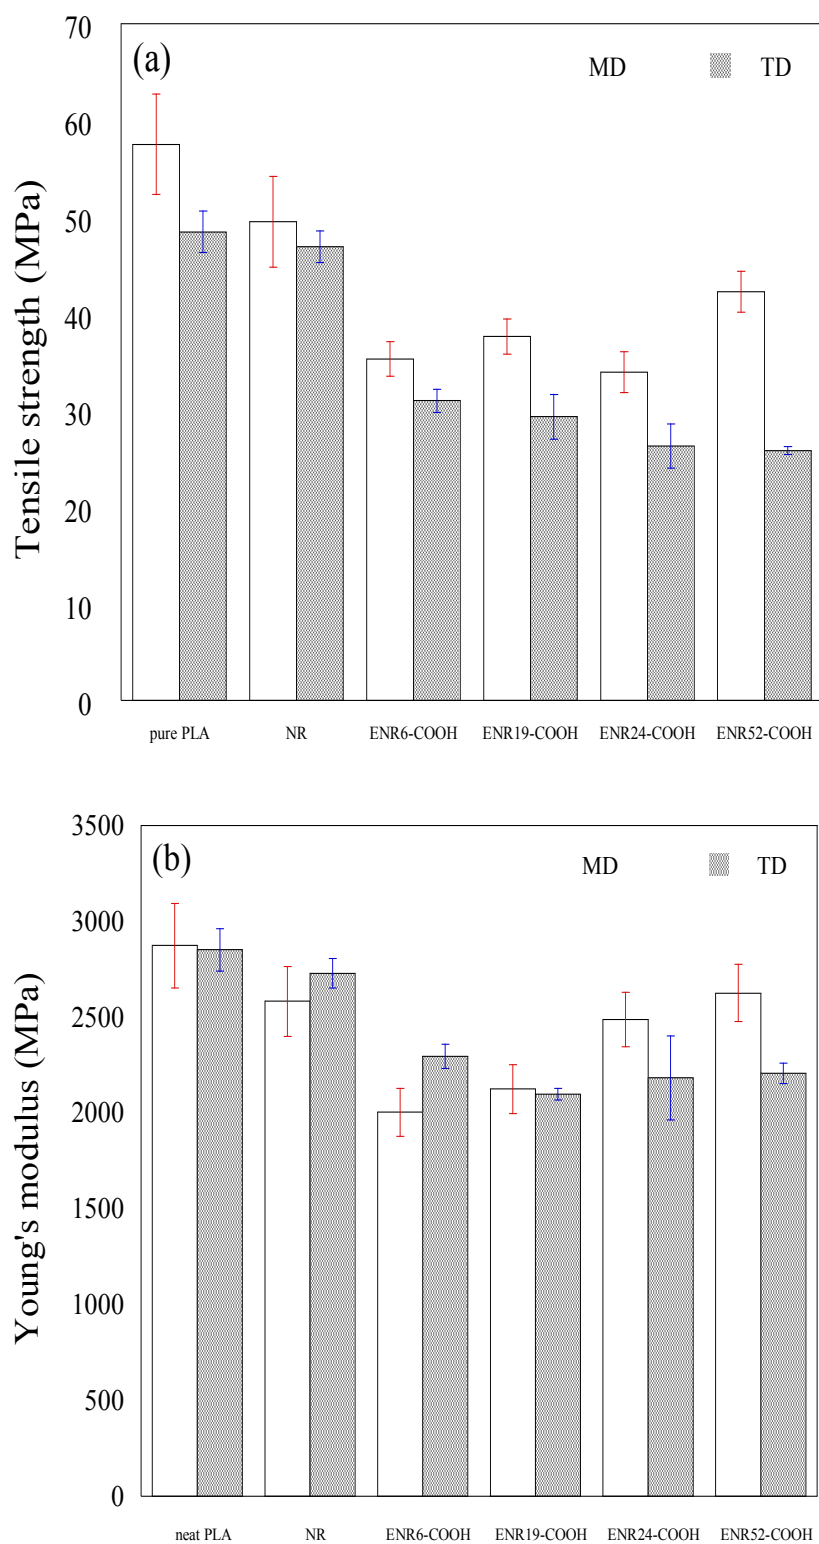 70
(a)
MD TD
60
50
40
30
20
10
0
Tensile strength (MPa)
pure PLA NR ENR6-COOH ENR19-COOH ENR24-COOH ENR52-COOH
3500
(b)
MD TD
3000
2500
2000
1500
1000
500
0
Young's modulus (MPa)
neat PLA NR ENR6-COOH ENR19-COOH ENR24-COOH ENR52-COOH